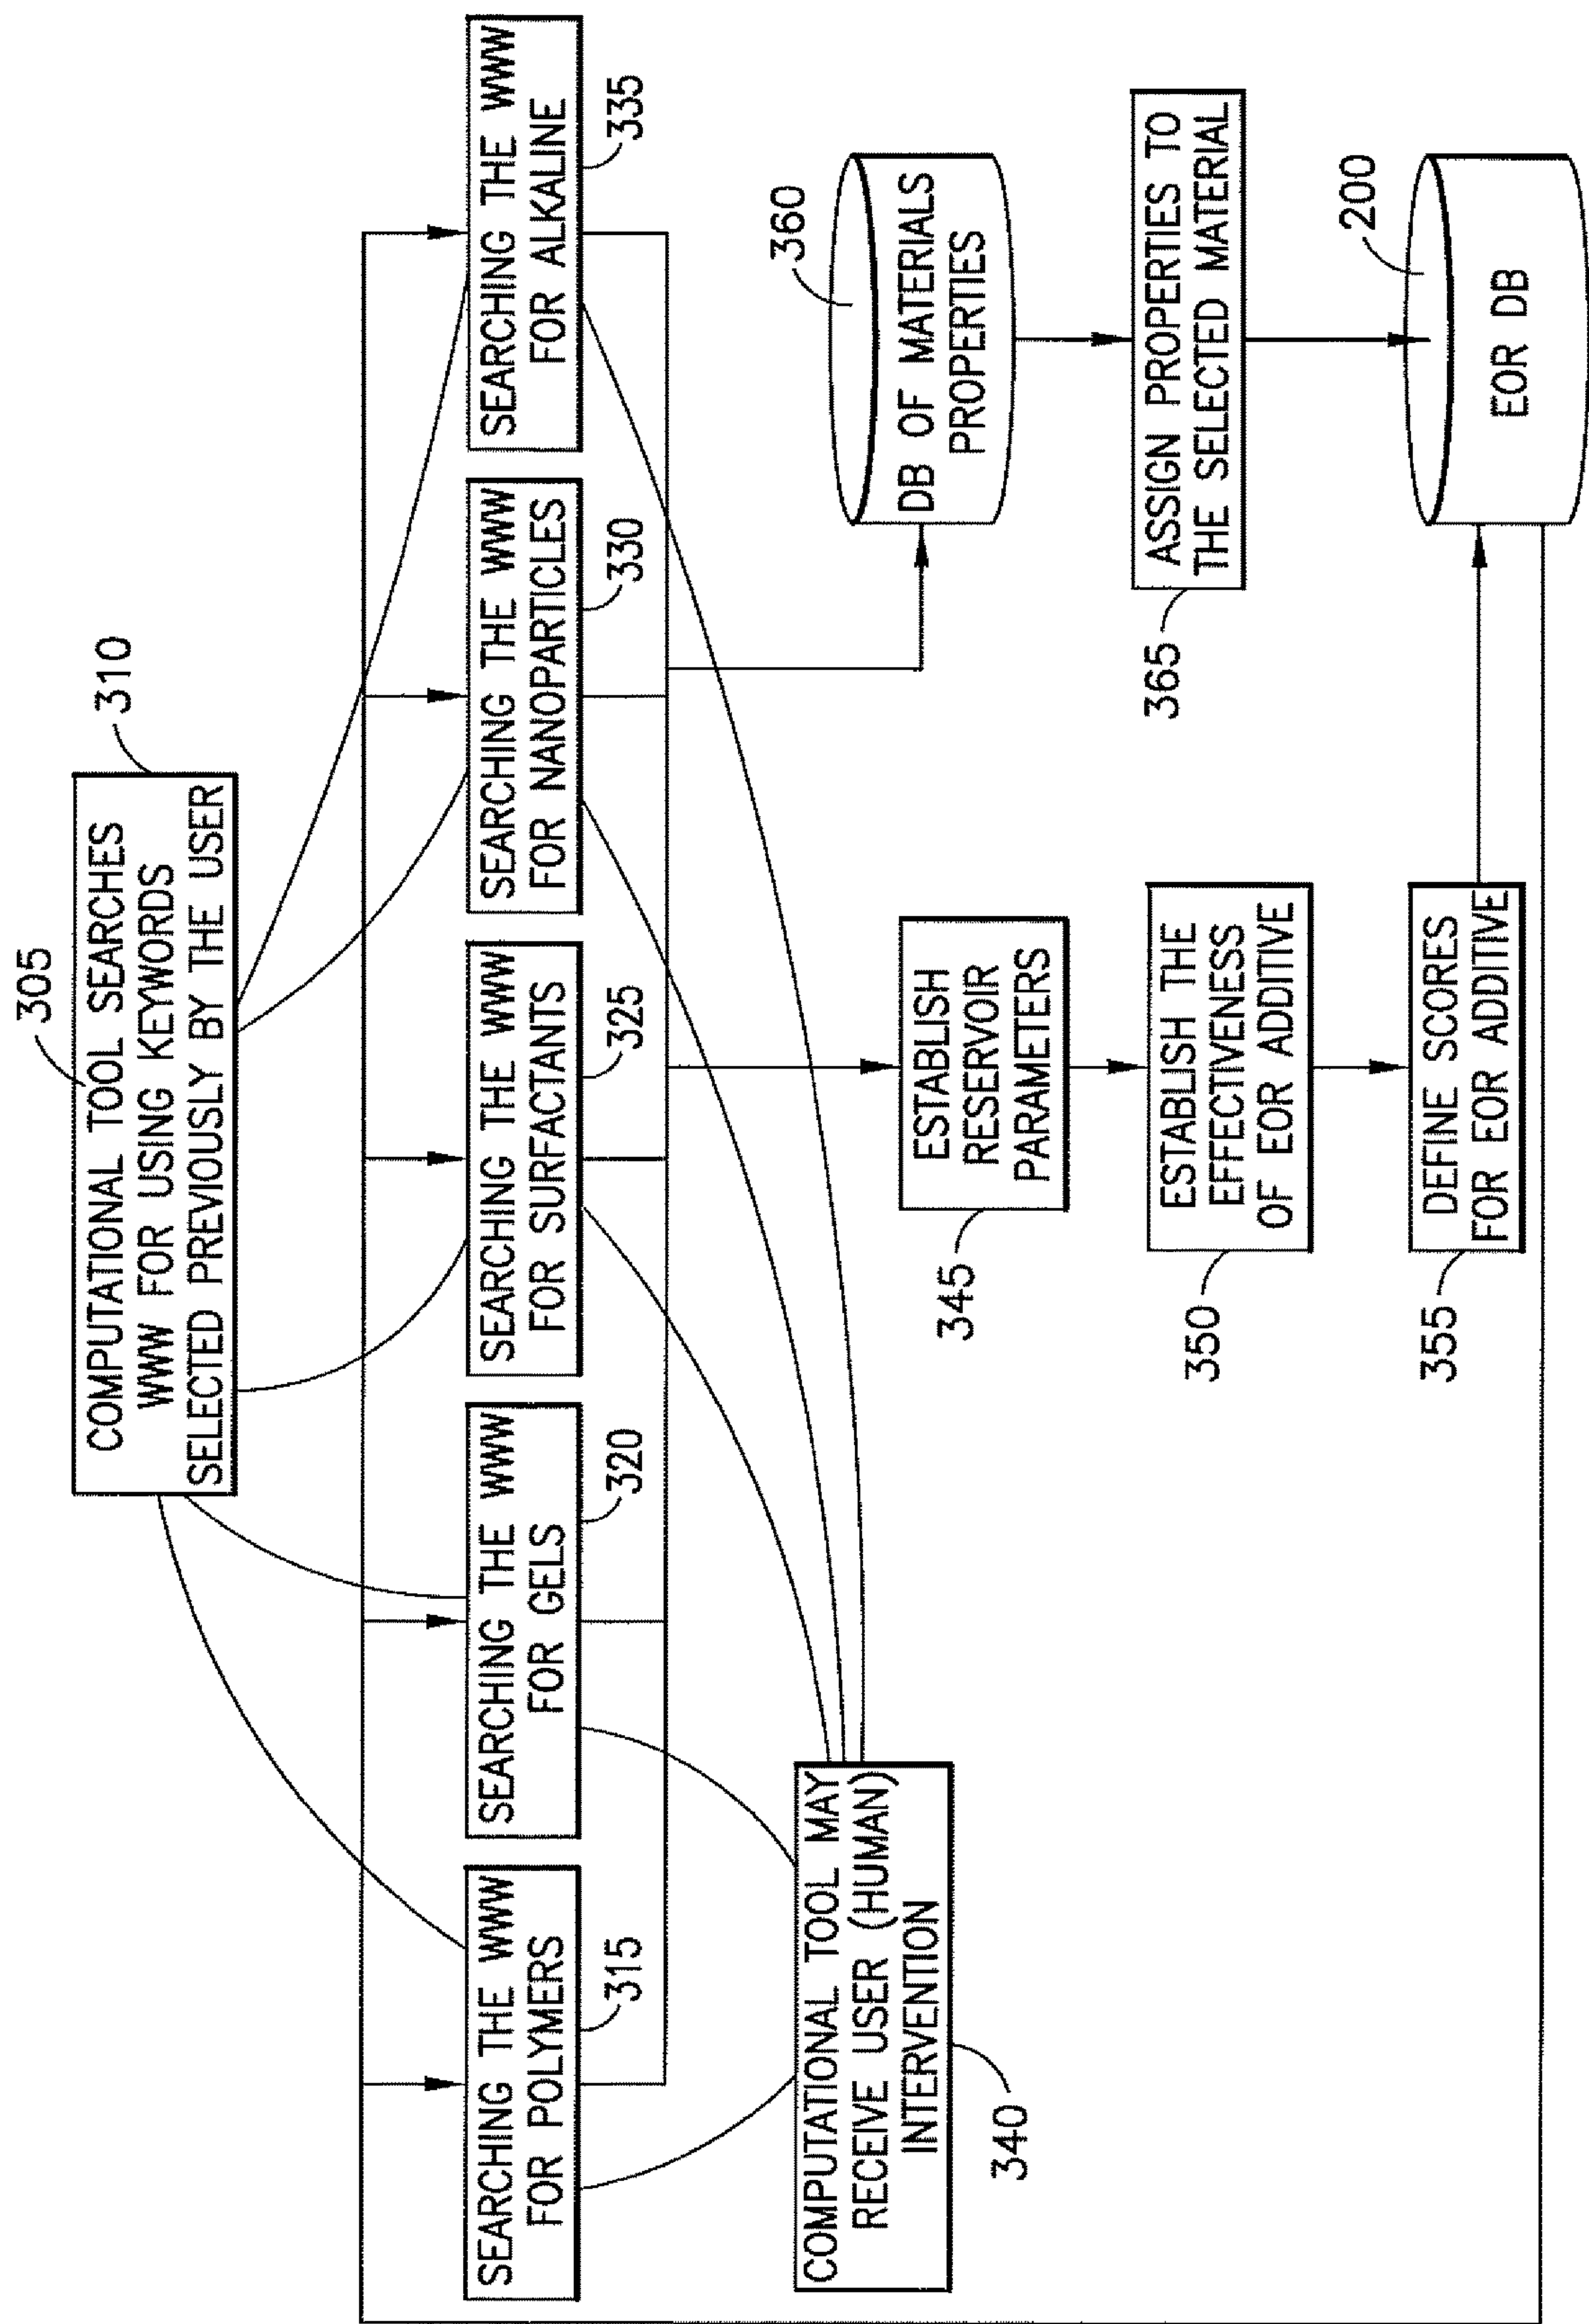 305
COMPUTATIONAL TOOL SEARCHES
WWW FOR USING KEYWORDS
SELECTED PREVIOUSLY BY THE USER
310
SEARCHING THE WWW
FOR POLYMERS
315
SEARCHING THE WWW
FOR GELS
320
SEARCHING THE WWW
FOR SURFACTANTS
325
SEARCHING THE WWW
FOR NANOPARTICLES
330
SEARCHING THE WWW
FOR ALKALINE
335
COMPUTATIONAL TOOL MAY
RECEIVE USER (HUMAN)
INTERVENTION
340
ESTABLISH
RESERVOIR
PARAMETERS
345
ESTABLISH THE
EFFECTIVENESS
OF EOR ADDITIVE
350
DEFINE SCORES
FOR EOR ADDITIVE
355
360
DB OF MATERIALS
PROPERTIES
ASSIGN PROPERTIES TO
THE SELECTED MATERIAL
365
200
EOR DB